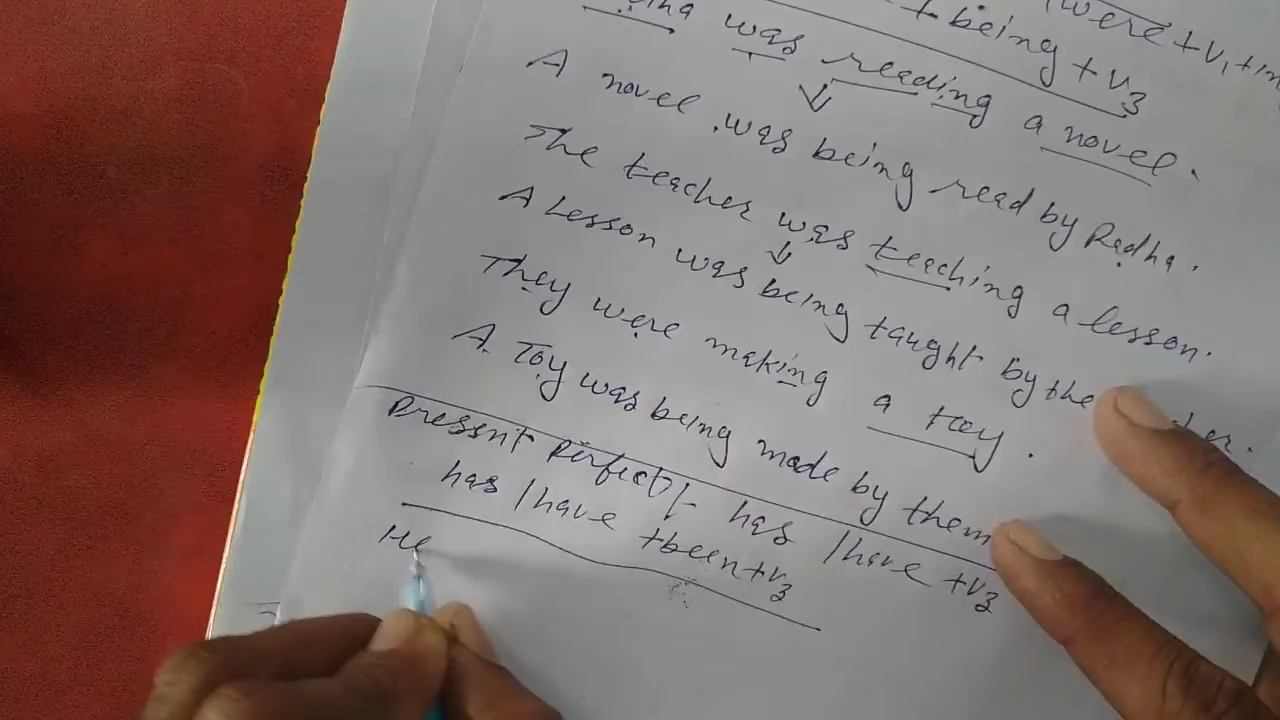 /were + V1 + in
+ being + V3
was reading a novel.
A novel was being read by Radha.
The teacher was teaching a lesson.
A Lesson was being taught by the
They were making a toy.
A Toy was being made by them
Present Perfect/- has /have + V3
has /have +been+V3
He